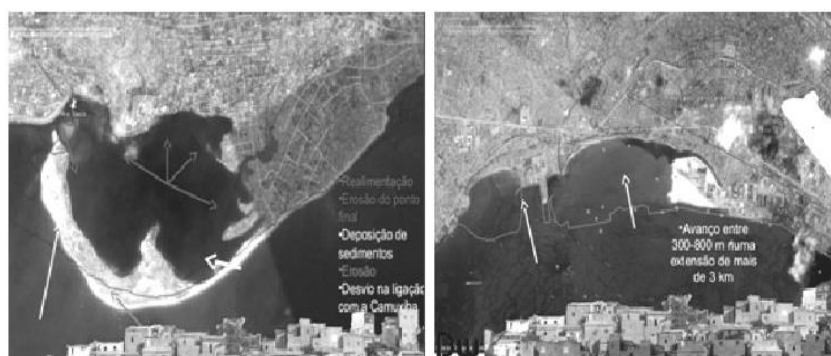 •Realimentação
•Erosão do ponto
final
•Deposição de
sedimentos
•Erosão
•Desvio na ligação
com a Camuxiba
•Avanço entre
300-800 m numa
extensão de mais
de 3 km